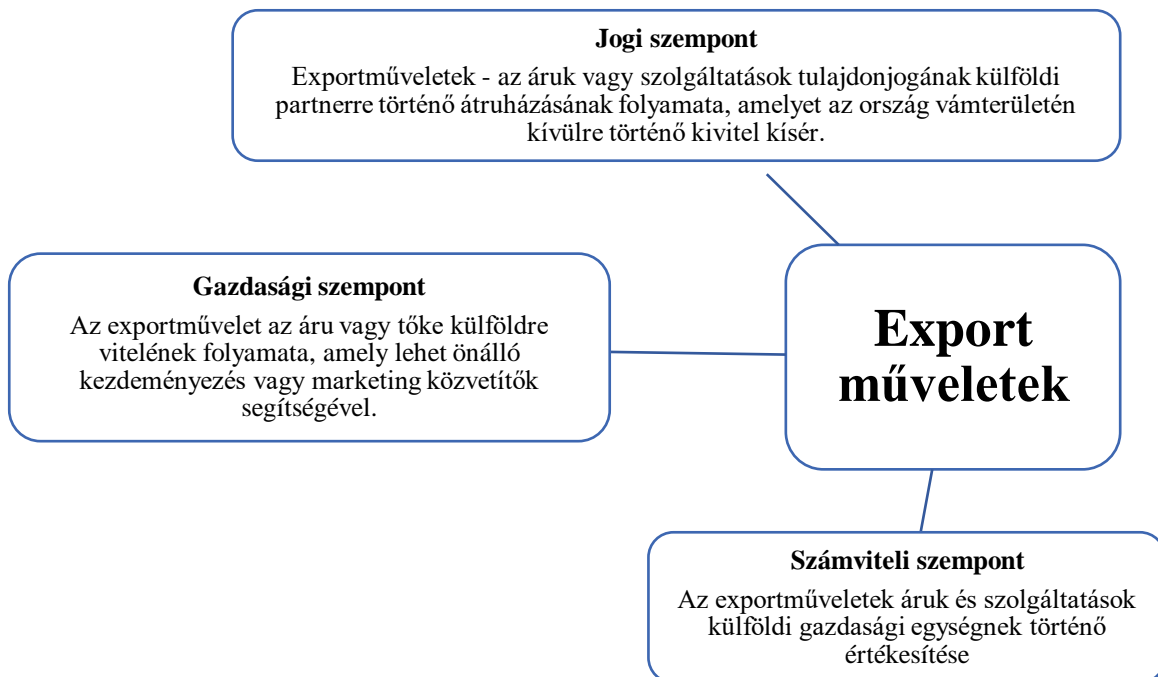 Jogi szempont
Exportműveletek - az áruk vagy szolgáltatások tulajdonjogának külföldi
partnerre történő átruházásának folyamata, amelyet az ország vámterületén
kívülre történő kivitel kísér.
Gazdasági szempont
Az exportművelet az áru vagy tőke külföldre
vitelének folyamata, amely lehet önálló
kezdeményezés vagy marketing közvetítők
segítségével.
Export
műveletek
Számviteli szempont
Az exportműveletek áruk és szolgáltatások
külföldi gazdasági egységnek történő
értékesítése